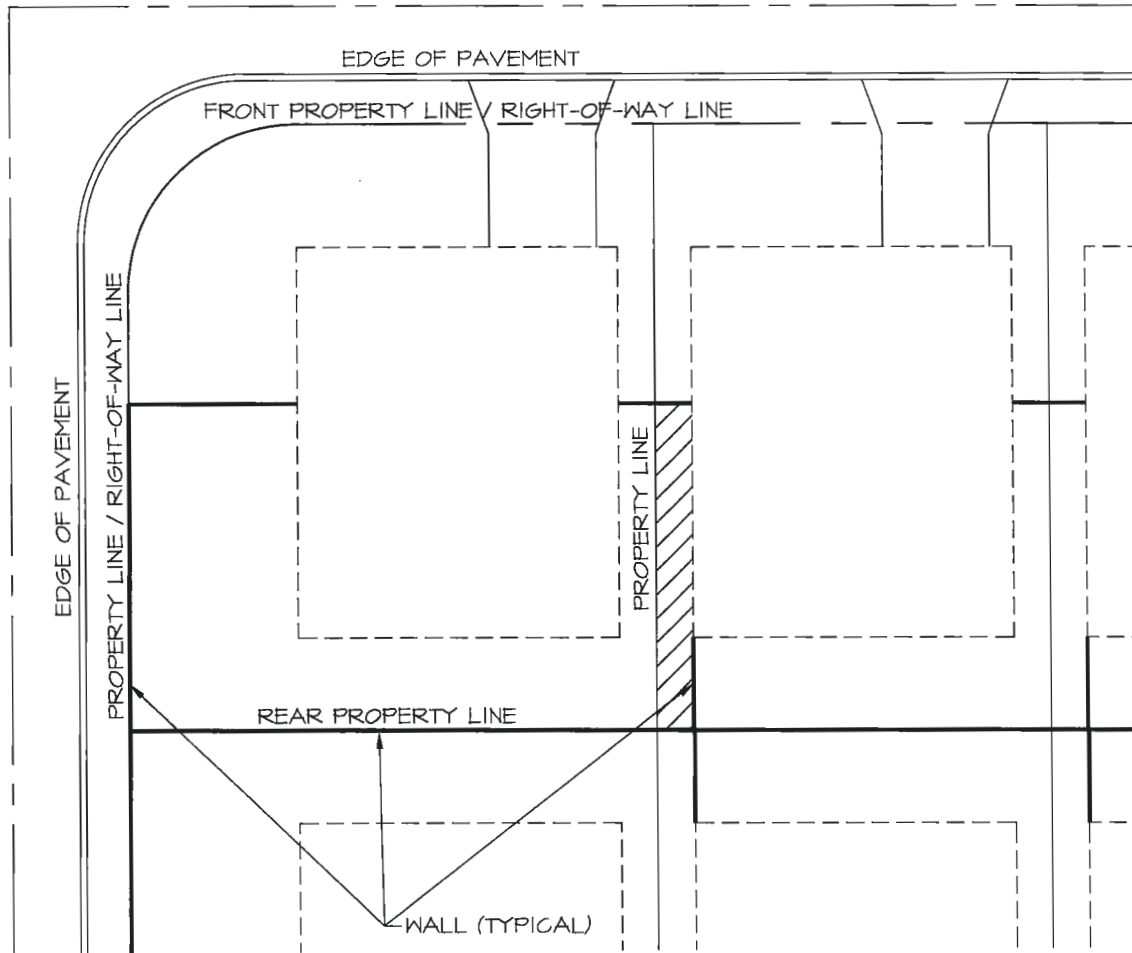 EDGE OF PAVEMENT
FRONT PROPERTY LINE / RIGHT-OF-WAY LINE
PROPERTY LINE / RIGHT-OF-WAY LINE
EDGE OF PAVEMENT
PROPERTY LINE
REAR PROPERTY LINE
WALL (TYPICAL)